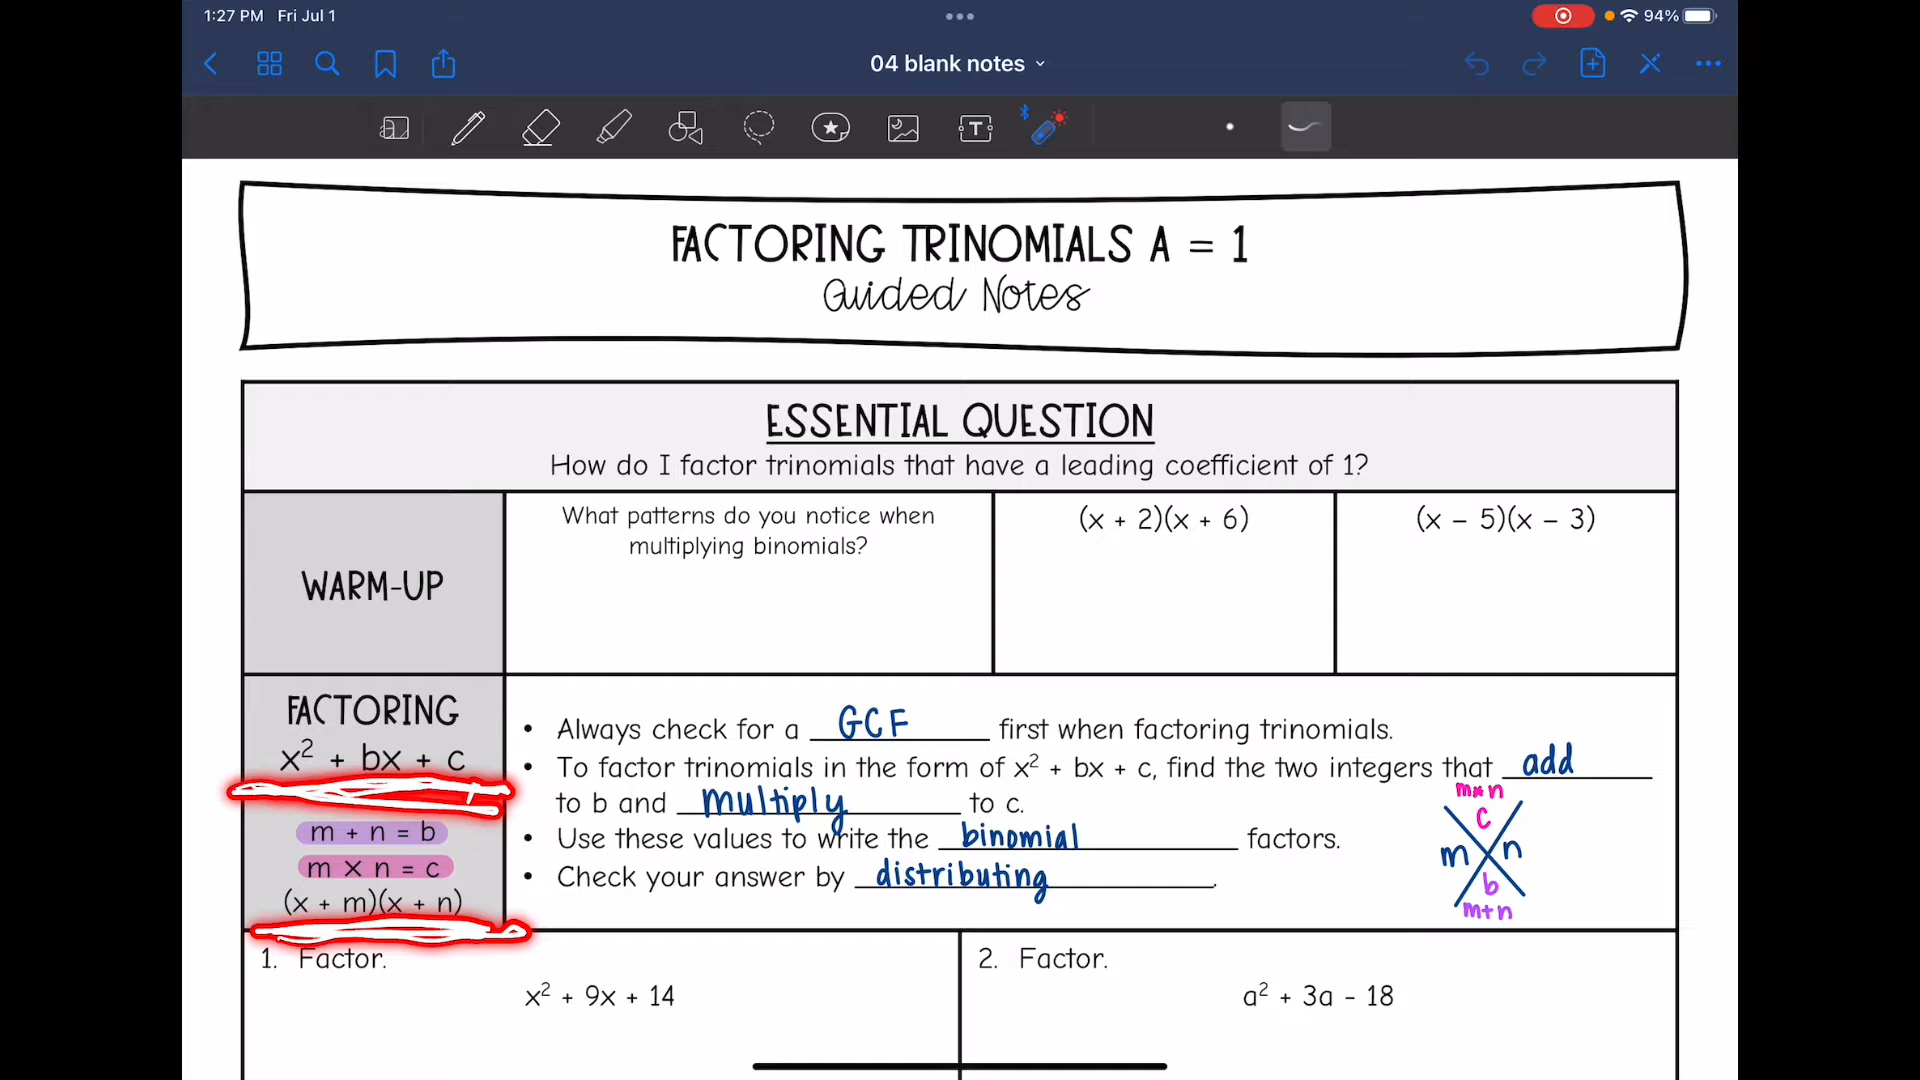 1:27 PM Fri Jul 1
94%
04 blank notes
FACTORING TRINOMIALS A = 1
Guided Notes
ESSENTIAL QUESTION
How do I factor trinomials that have a leading coefficient of 1?
WARM-UP
What patterns do you notice when
multiplying binomials?
(x + 2)(x + 6)
(x – 5)(x – 3)
FACTORING
x² + bx + c
m + n = b
m × n = c
(x + m)(x + n)
• Always check for a GCF first when factoring trinomials.
• To factor trinomials in the form of x² + bx + c, find the two integers that add
to b and multiply to c.
• Use these values to write the binomial factors.
• Check your answer by distributing.
m×n
c
m n
b
m+n
1. Factor.
x² + 9x + 14
2. Factor.
a² + 3a - 18